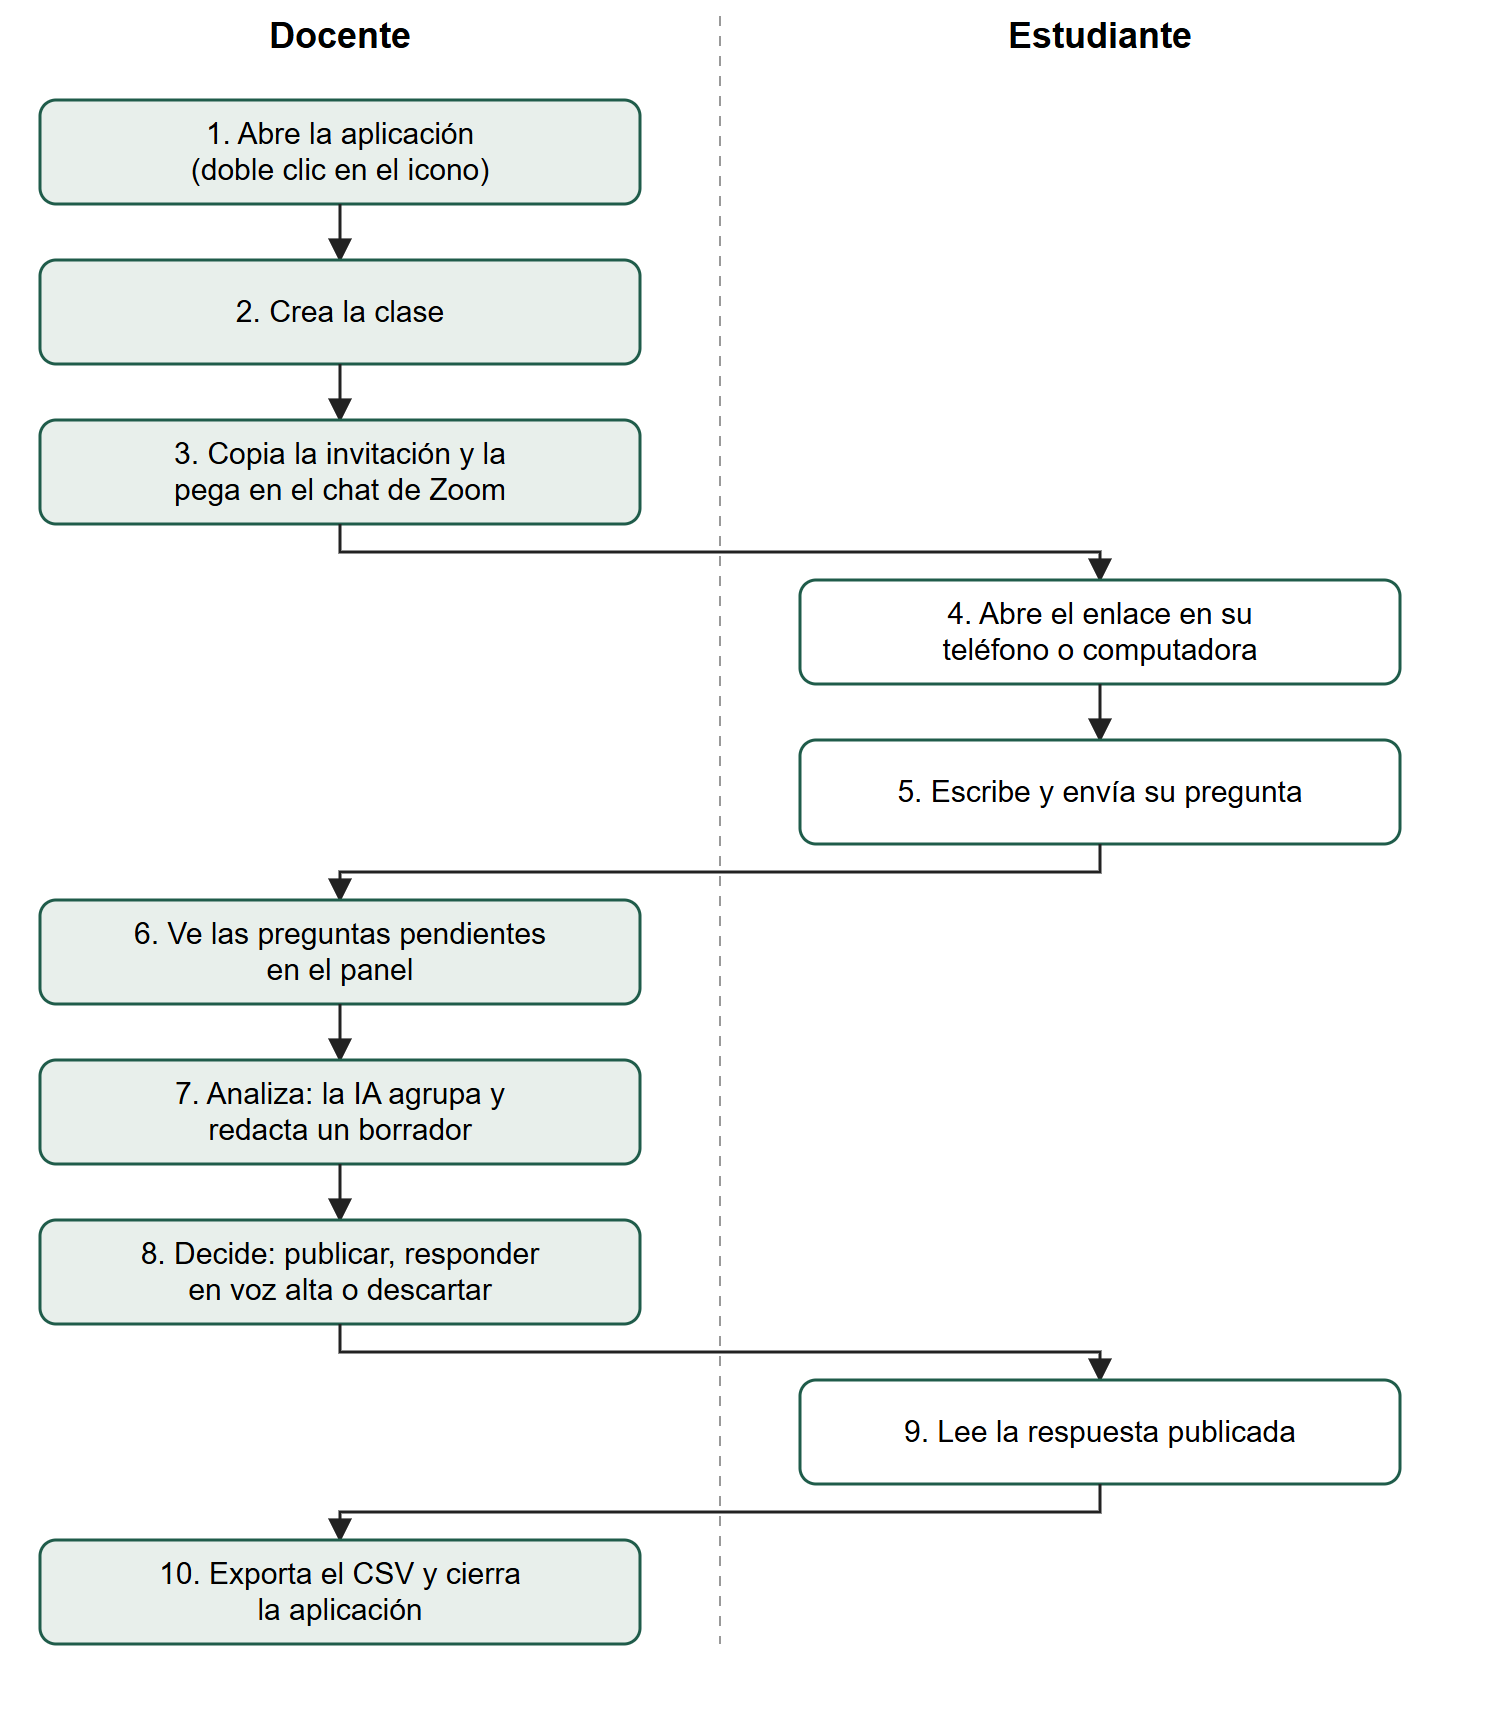 Docente
Estudiante
1. Abre la aplicación
(doble clic en el icono)
2. Crea la clase
3. Copia la invitación y la
pega en el chat de Zoom
4. Abre el enlace en su
teléfono o computadora
5. Escribe y envía su pregunta
6. Ve las preguntas pendientes
en el panel
7. Analiza: la IA agrupa y
redacta un borrador
8. Decide: publicar, responder
en voz alta o descartar
9. Lee la respuesta publicada
10. Exporta el CSV y cierra
la aplicación